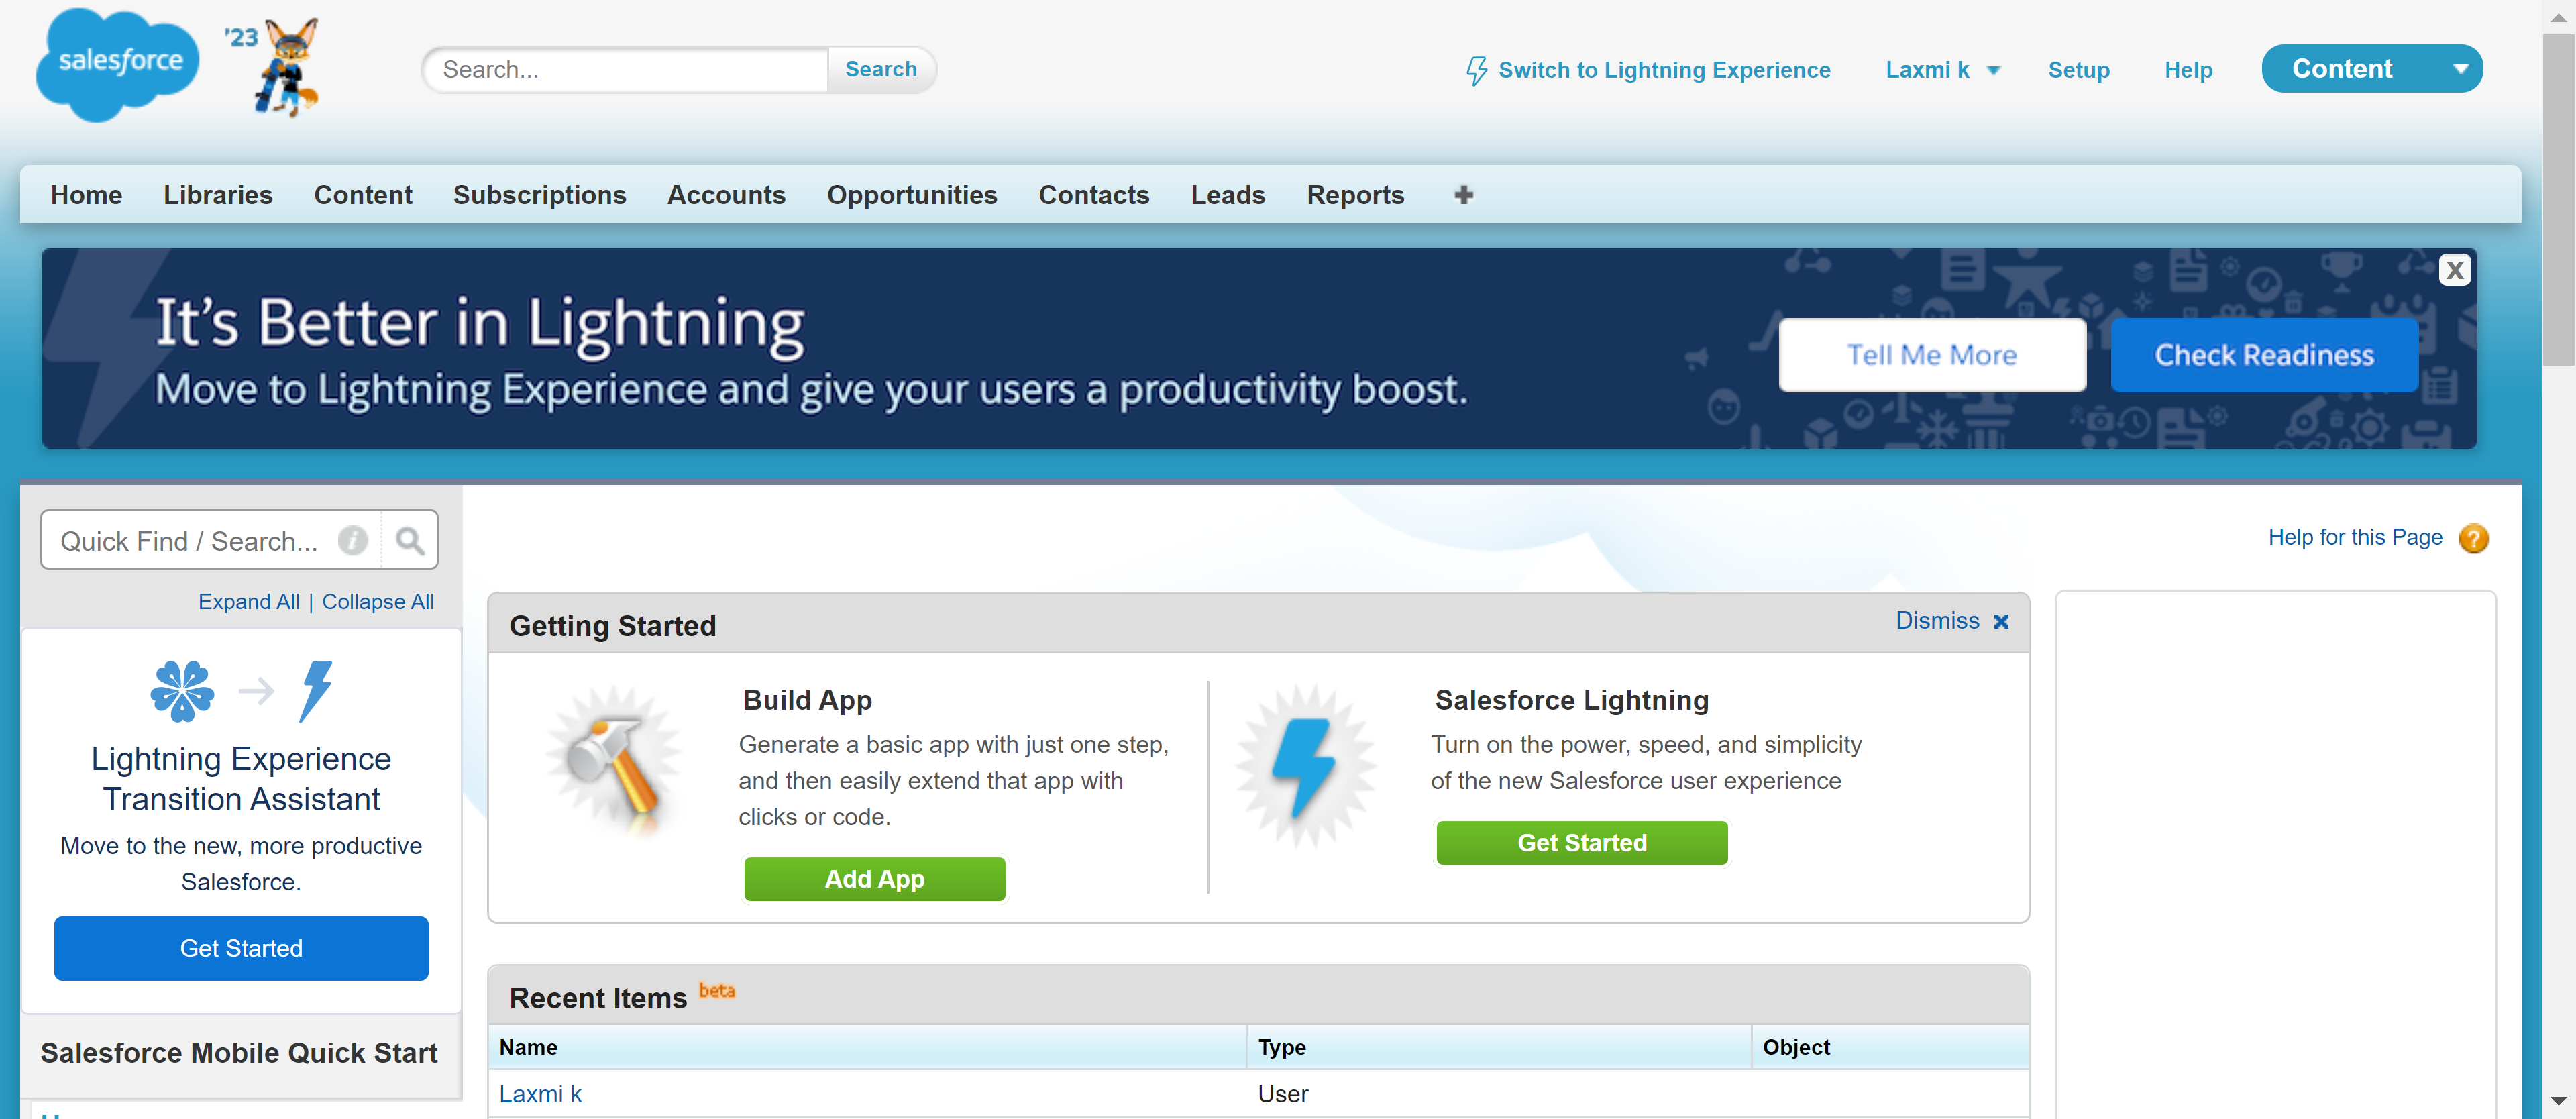 salesforce
'23
Search...
Search
Switch to Lightning Experience
Laxmi k
Setup
Help
Content
Home
Libraries
Content
Subscriptions
Accounts
Opportunities
Contacts
Leads
Reports
It's Better in Lightning
Move to Lightning Experience and give your users a productivity boost.
Tell Me More
Check Readiness
X
Quick Find / Search...
Expand All | Collapse All
Lightning Experience
Transition Assistant
Move to the new, more productive
Salesforce.
Get Started
Salesforce Mobile Quick Start
Help for this Page
Getting Started
Dismiss
Build App
Generate a basic app with just one step,
and then easily extend that app with
clicks or code.
Add App
Salesforce Lightning
Turn on the power, speed, and simplicity
of the new Salesforce user experience
Get Started
Recent Items beta
Name
Type
Object
Laxmi k
User